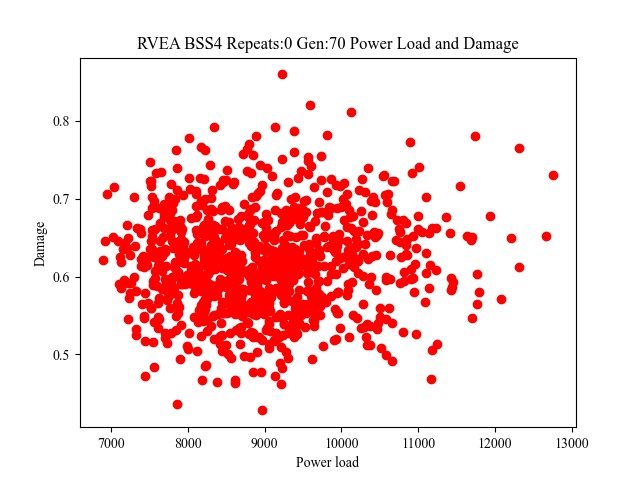 RVEA BSS4 Repeats:0 Gen:70 Power Load and Damage
0.8
0.7
0.6
0.5
Damage
7000 8000 9000 10000 11000 12000 13000
Power load